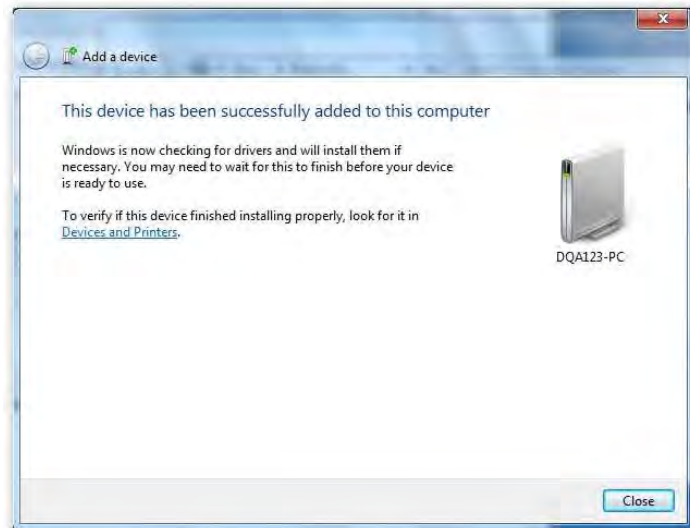 Add a device
This device has been successfully added to this computer
Windows is now checking for drivers and will install them if
necessary. You may need to wait for this to finish before your device
is ready to use.
To verify if this device finished installing properly, look for it in
Devices and Printers.
DQA123-PC
Close